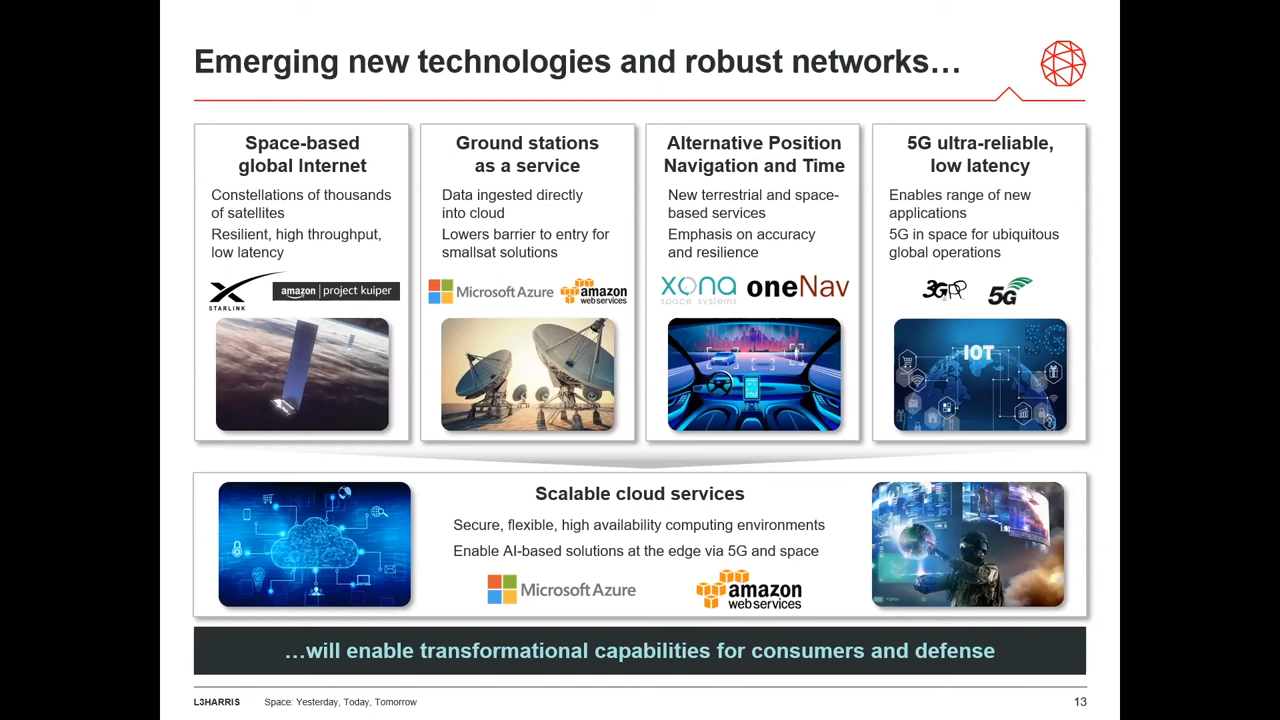 Emerging new technologies and robust networks…
Space-based
global Internet
Constellations of thousands
of satellites
Resilient, high throughput,
low latency
STARLINK
amazon | project kuiper
Ground stations
as a service
Data ingested directly
into cloud
Lowers barrier to entry for
smallsat solutions
Microsoft Azure
amazon
webservices
Alternative Position
Navigation and Time
New terrestrial and space-
based services
Emphasis on accuracy
and resilience
xona
space systems
oneNav
5G ultra-reliable,
low latency
Enables range of new
applications
5G in space for ubiquitous
global operations
3GPP
5G
5G
IOT
Scalable cloud services
Secure, flexible, high availability computing environments
Enable AI-based solutions at the edge via 5G and space
Microsoft Azure
amazon
webservices
…will enable transformational capabilities for consumers and defense
L3HARRIS Space: Yesterday, Today, Tomorrow 13